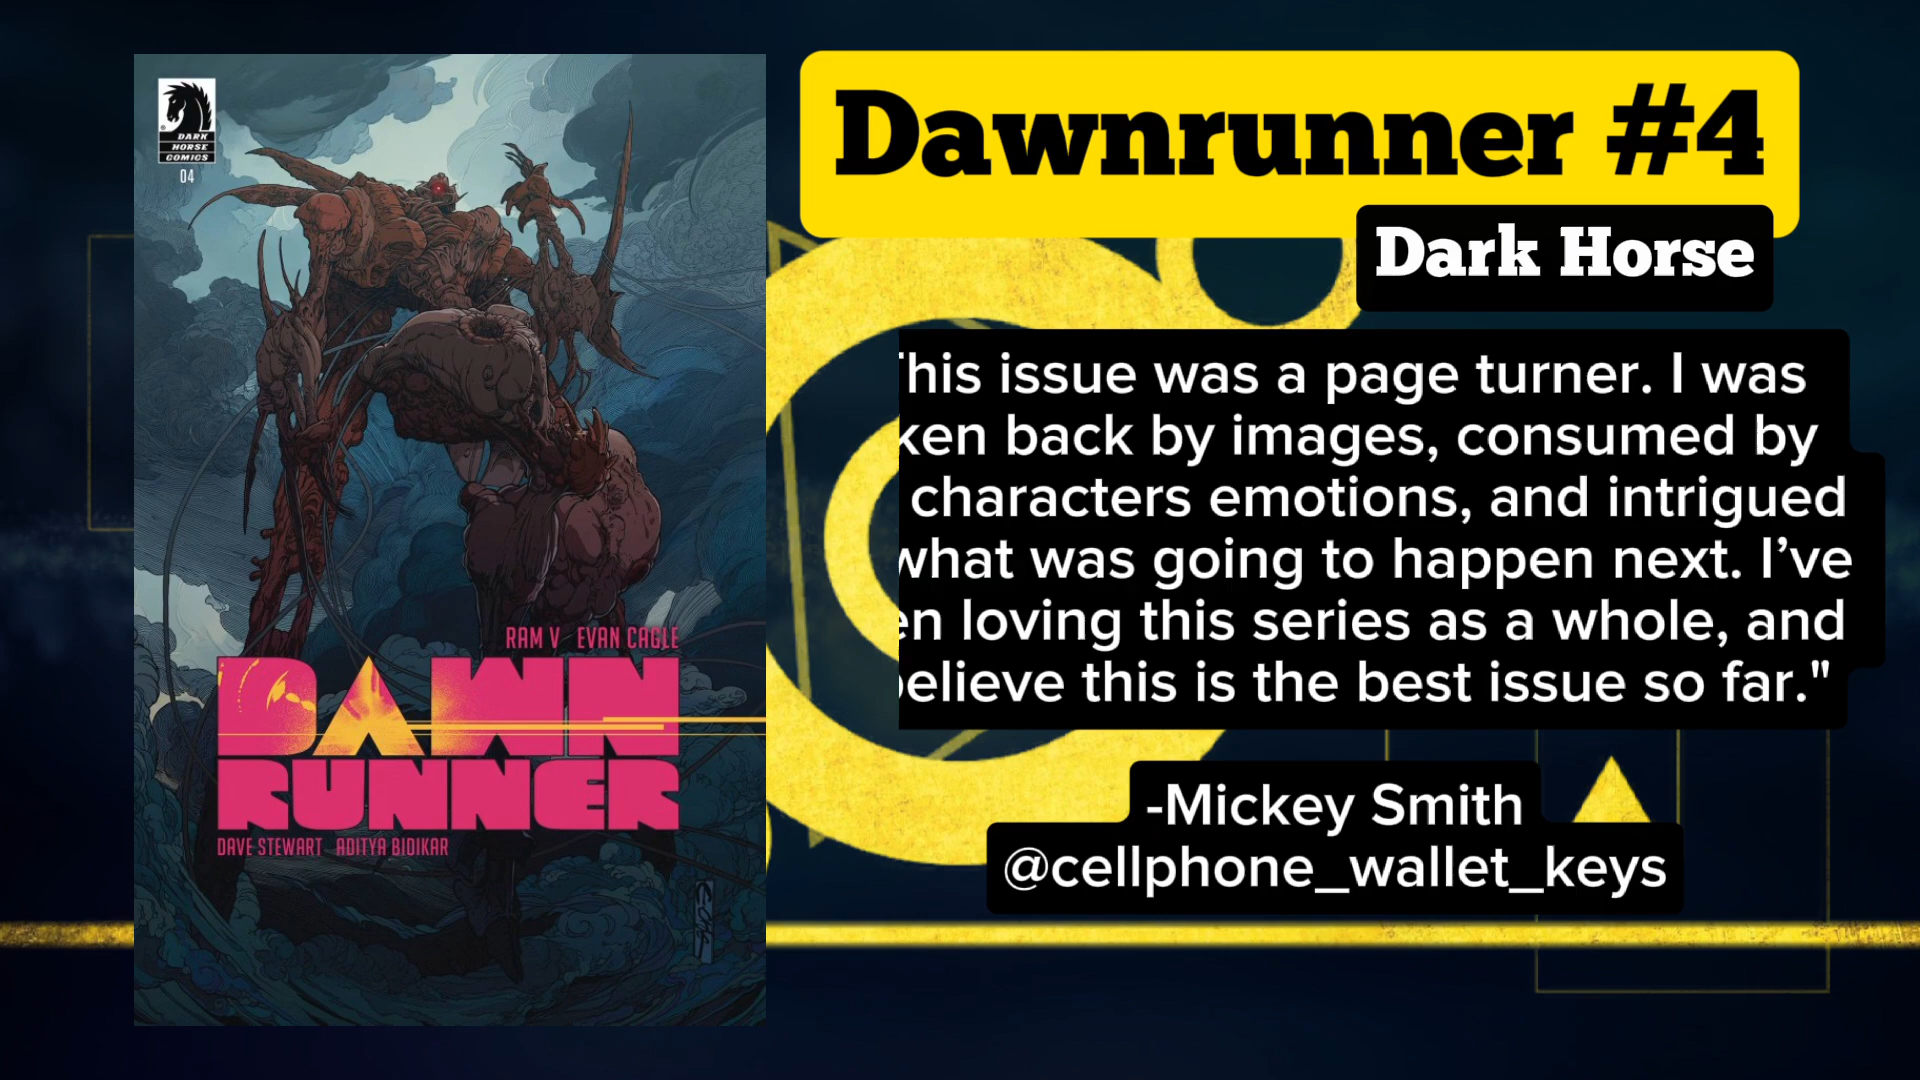 DARK
HORSE
COMICS
04
RAM V EVAN CAGLE
DAWN
RUNNER
DAVE STEWART ADITYA BIDIKAR
Dawnrunner #4
Dark Horse
his issue was a page turner. I was
ken back by images, consumed by
characters emotions, and intrigued
what was going to happen next. I’ve
en loving this series as a whole, and
elieve this is the best issue so far."
-Mickey Smith
@cellphone_wallet_keys